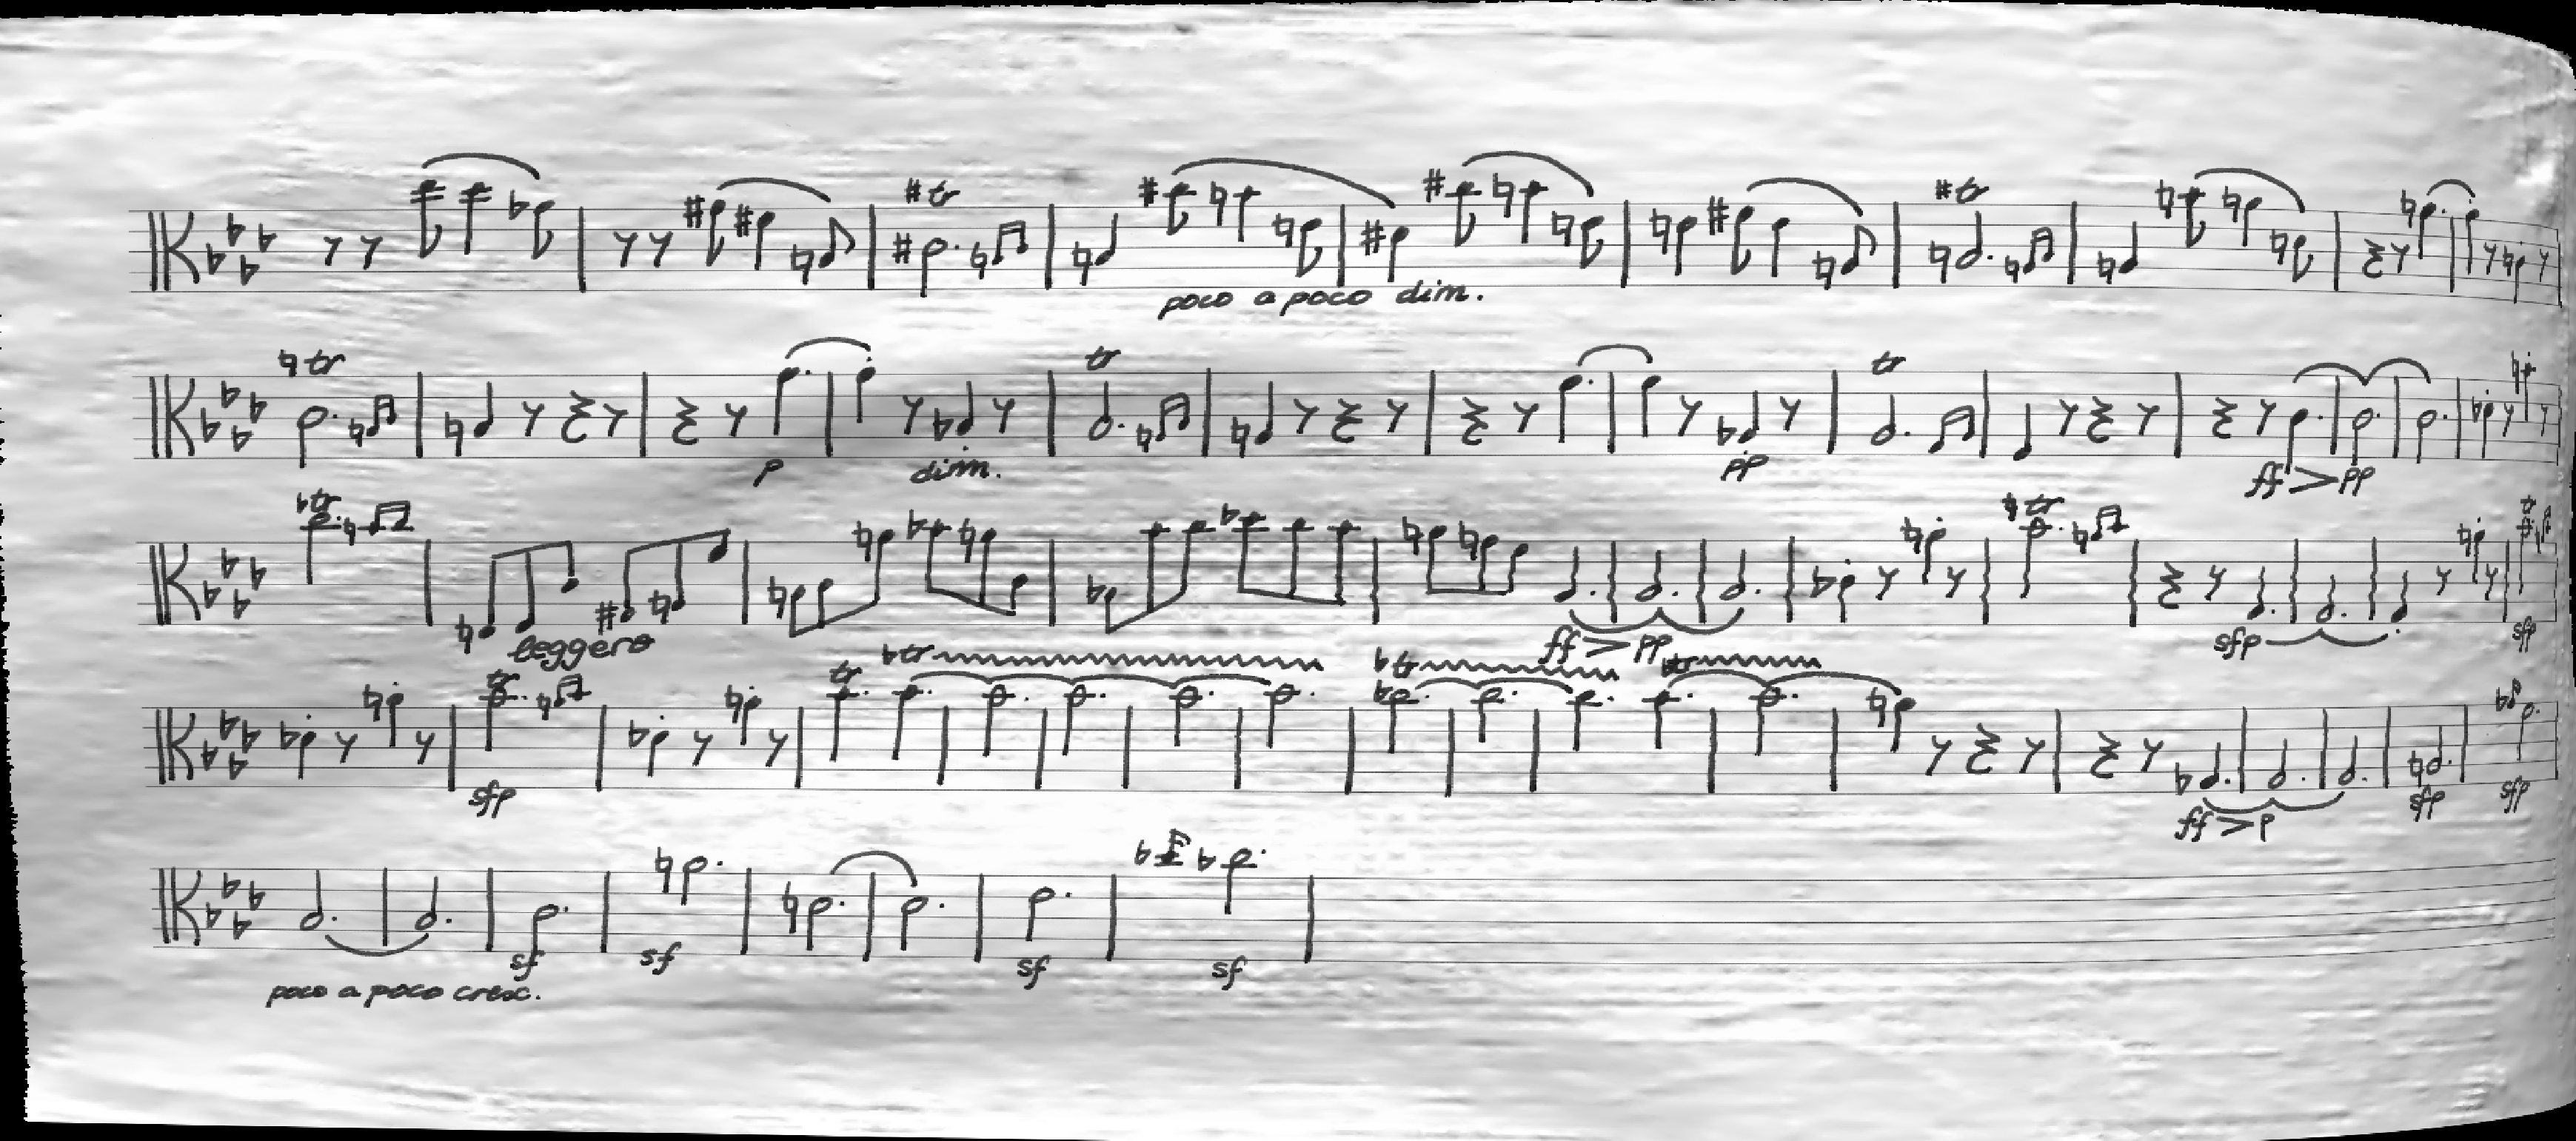 tr tr
poco a poco dim.
tr tr tr
p dim. pp ff pp
tr tr tr
leggero ff pp sfp sfp
tr tr tr tr tr
sfp ff p sfp sfp
sf sf sf sf
poco a poco cresc.